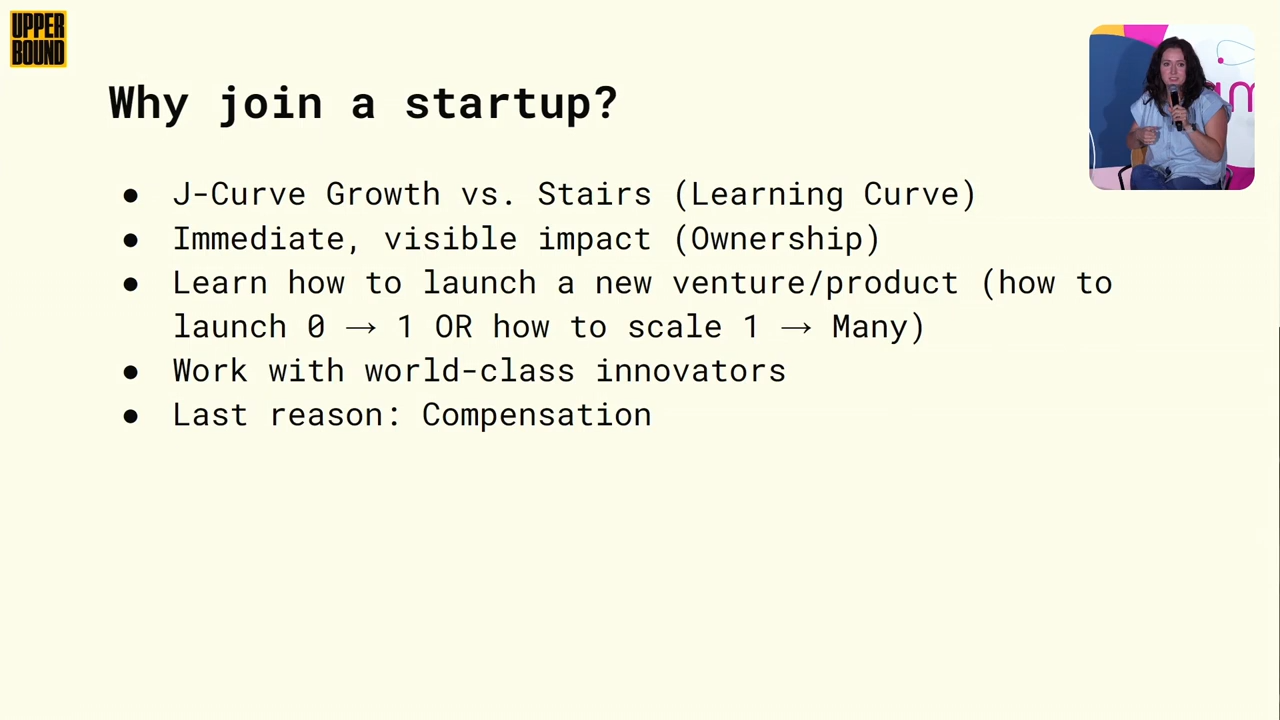 UPPER
BOUND
Why join a startup?
● J-Curve Growth vs. Stairs (Learning Curve)
● Immediate, visible impact (Ownership)
● Learn how to launch a new venture/product (how to
launch 0 → 1 OR how to scale 1 → Many)
● Work with world-class innovators
● Last reason: Compensation